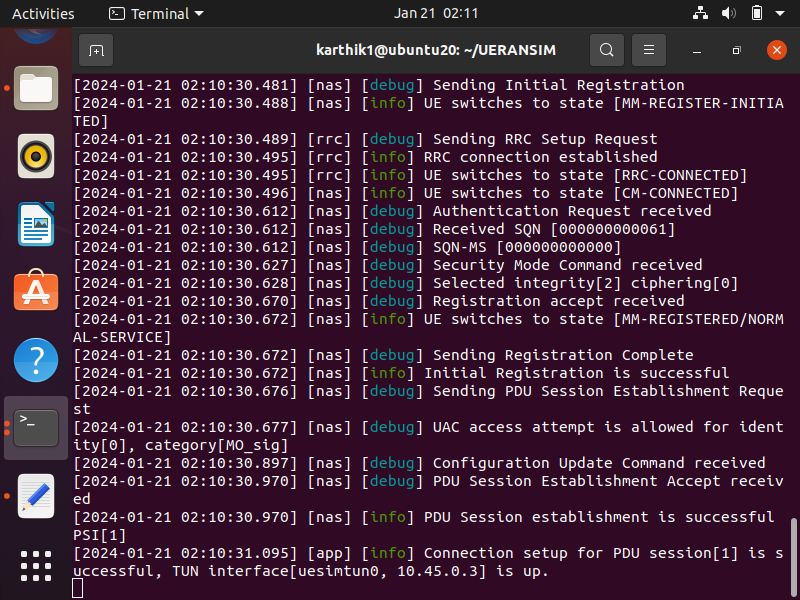 Activities
Terminal
Jan 21 02:11
karthik1@ubuntu20: ~/UERANSIM
[2024-01-21 02:10:30.481] [nas] [debug] Sending Initial Registration
[2024-01-21 02:10:30.488] [nas] [info] UE switches to state [MM-REGISTER-INITIA
TED]
[2024-01-21 02:10:30.489] [rrc] [debug] Sending RRC Setup Request
[2024-01-21 02:10:30.495] [rrc] [info] RRC connection established
[2024-01-21 02:10:30.495] [rrc] [info] UE switches to state [RRC-CONNECTED]
[2024-01-21 02:10:30.496] [nas] [info] UE switches to state [CM-CONNECTED]
[2024-01-21 02:10:30.612] [nas] [debug] Authentication Request received
[2024-01-21 02:10:30.612] [nas] [debug] Received SQN [000000000061]
[2024-01-21 02:10:30.612] [nas] [debug] SQN-MS [000000000000]
[2024-01-21 02:10:30.627] [nas] [debug] Security Mode Command received
[2024-01-21 02:10:30.628] [nas] [debug] Selected integrity[2] ciphering[0]
[2024-01-21 02:10:30.670] [nas] [debug] Registration accept received
[2024-01-21 02:10:30.672] [nas] [info] UE switches to state [MM-REGISTERED/NORM
AL-SERVICE]
[2024-01-21 02:10:30.672] [nas] [debug] Sending Registration Complete
[2024-01-21 02:10:30.672] [nas] [info] Initial Registration is successful
[2024-01-21 02:10:30.676] [nas] [debug] Sending PDU Session Establishment Reque
st
[2024-01-21 02:10:30.677] [nas] [debug] UAC access attempt is allowed for ident
ity[0], category[MO_sig]
[2024-01-21 02:10:30.897] [nas] [debug] Configuration Update Command received
[2024-01-21 02:10:30.970] [nas] [debug] PDU Session Establishment Accept receiv
ed
[2024-01-21 02:10:30.970] [nas] [info] PDU Session establishment is successful
PSI[1]
[2024-01-21 02:10:31.095] [app] [info] Connection setup for PDU session[1] is s
uccessful, TUN interface[uesimtun0, 10.45.0.3] is up.